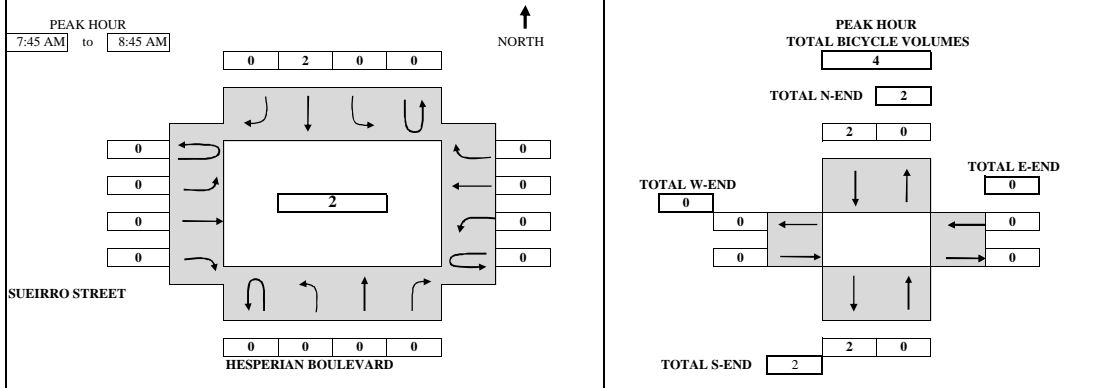 PEAK HOUR
7:45 AM to 8:45 AM
NORTH
0 2 0 0
0 0
0 0
2
0 0
0 0
SUEIRRO STREET
0 0 0 0
HESPERIAN BOULEVARD
PEAK HOUR
TOTAL BICYCLE VOLUMES
4
TOTAL N-END 2
2 0
TOTAL E-END
0
TOTAL W-END
0
0 0
0 0
2 0
TOTAL S-END 2